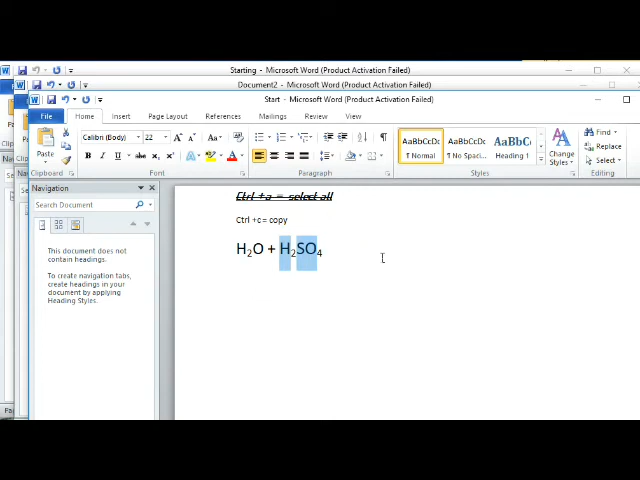 Starting - Microsoft Word (Product Activation Failed)
Document2 - Microsoft Word (Product Activation Failed)
Start - Microsoft Word (Product Activation Failed)
File Home Insert Page Layout References Mailings Review View
Paste
Calibri (Body) 22
B I U abc x₂ x² A
AaBbCcDc AaBbCcDc AaBbCc
¶ Normal ¶ No Spaci... Heading 1
Change Styles
Find
Replace
Select
Clipboard Font Paragraph Styles Editing
Navigation
Search Document
This document does not
contain headings.
To create navigation tabs,
create headings in your
document by applying
Heading Styles.
Ctrl +a = select all
Ctrl +c= copy
H₂O + H₂SO₄